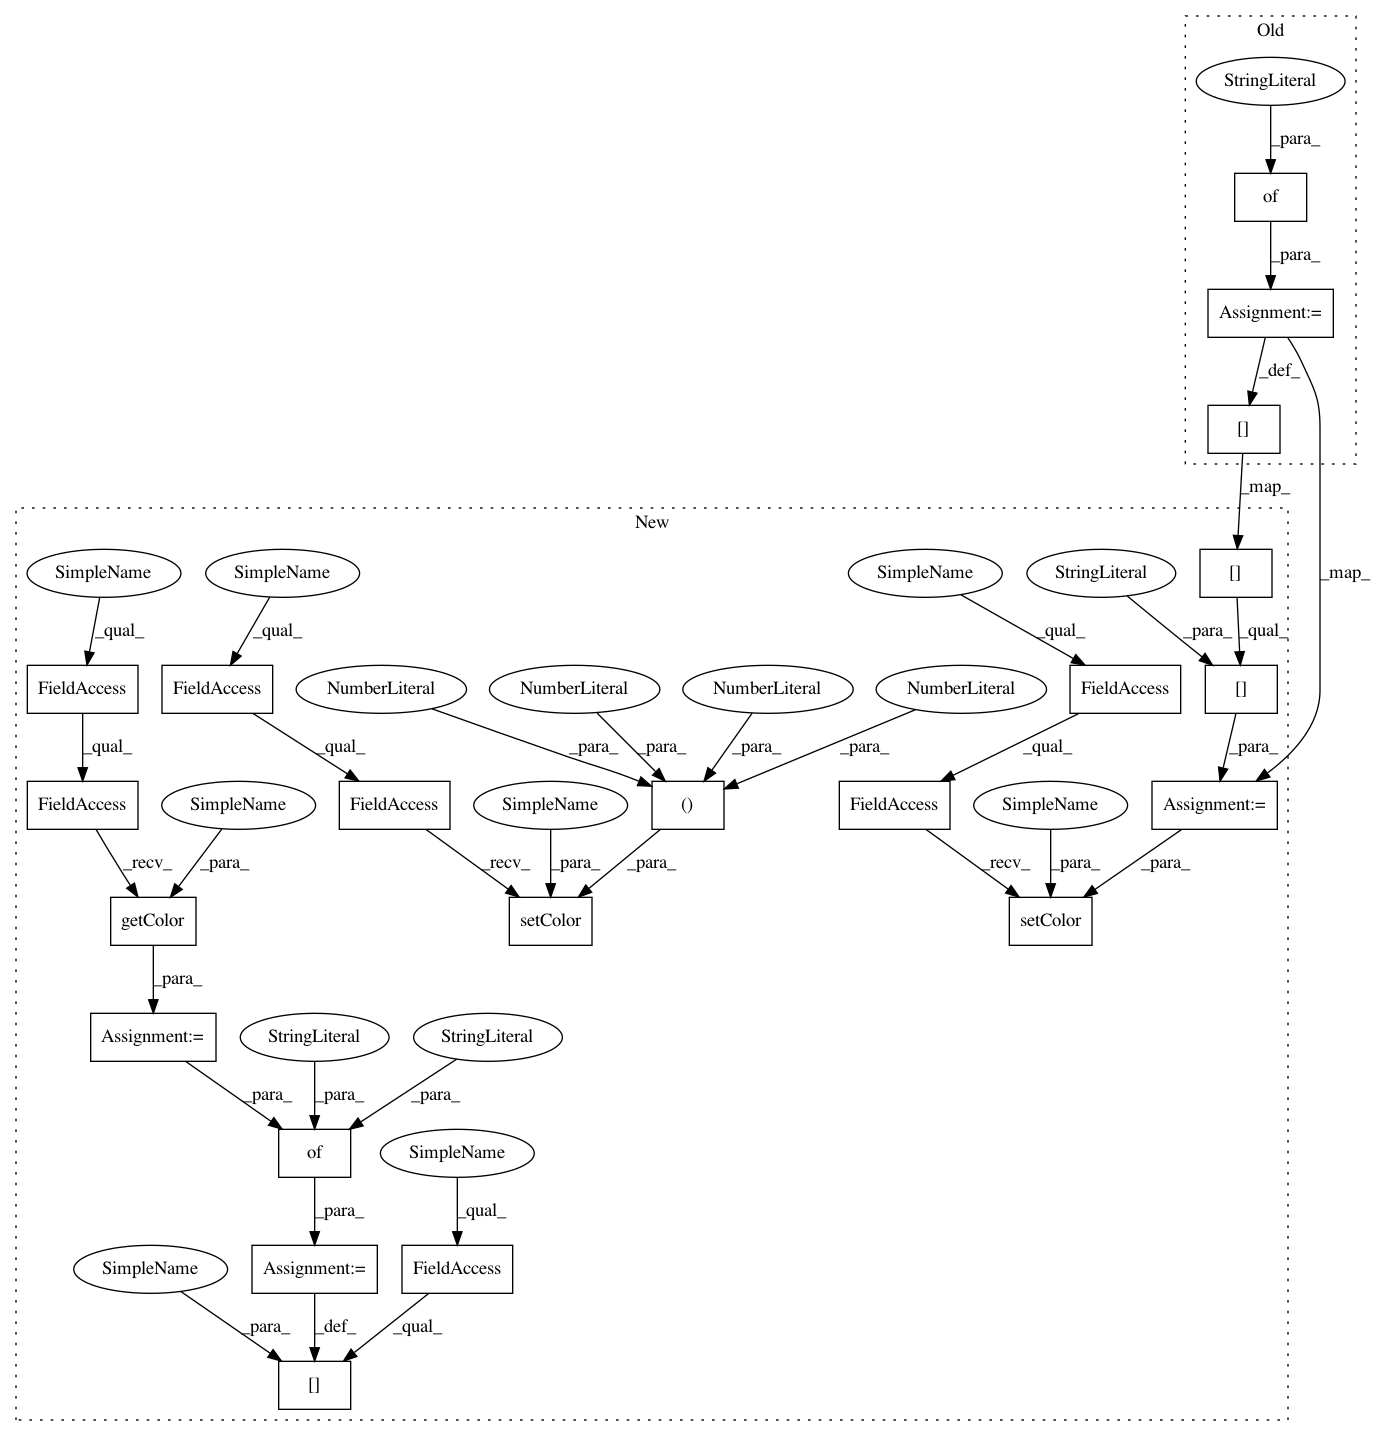 Old
StringLiteral
_para_
of
_para_
Assignment:=
_def_
[]
_map_
_map_
New
SimpleName
SimpleName
SimpleName
StringLiteral
[]
_qual_
_qual_
_qual_
_para_
_qual_
FieldAccess
FieldAccess
NumberLiteral
NumberLiteral
NumberLiteral
NumberLiteral
FieldAccess
[]
_qual_
_qual_
_para_
_para_
_para_
_para_
_qual_
_para_
FieldAccess
SimpleName
FieldAccess
SimpleName
()
FieldAccess
SimpleName
Assignment:=
_recv_
_para_
_recv_
_para_
_para_
_recv_
_para_
_para_
getColor
setColor
setColor
_para_
Assignment:=
StringLiteral
StringLiteral
_para_
_para_
_para_
of
SimpleName
_para_
_qual_
SimpleName
Assignment:=
FieldAccess
_para_
_def_
_qual_
[]